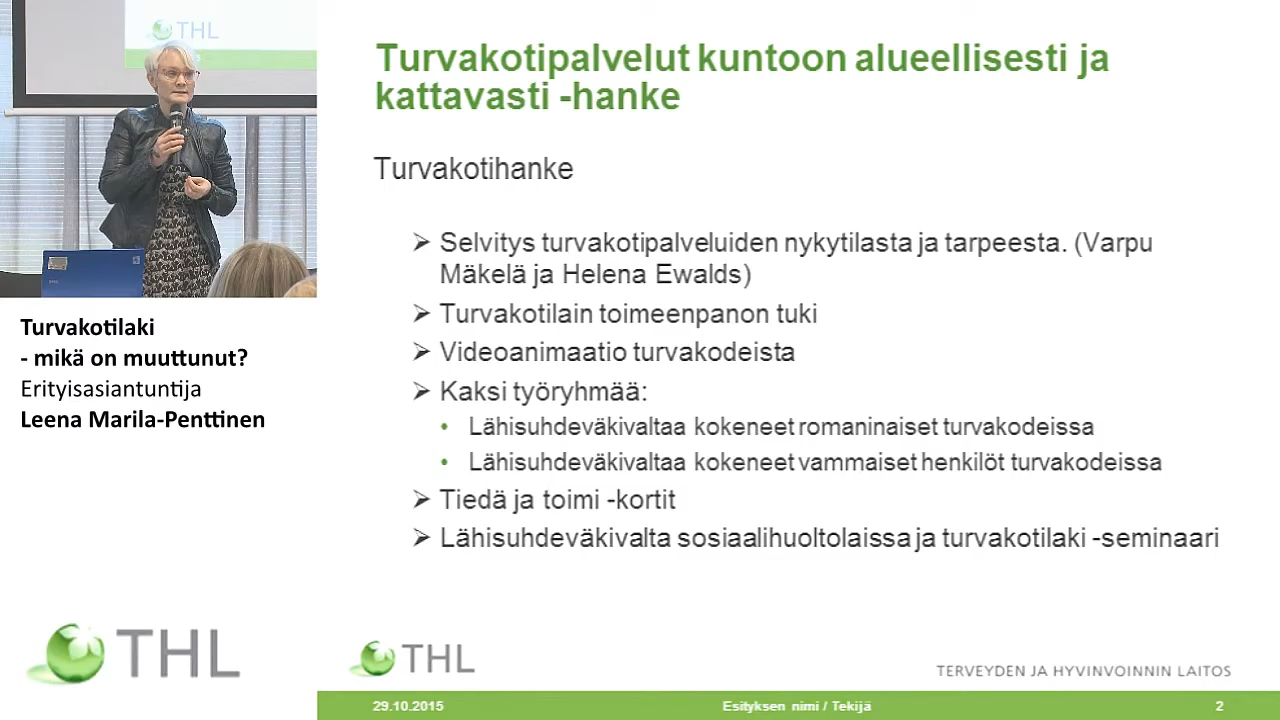 THL
Turvakotilaki
- mikä on muuttunut?
Erityisasiantuntija
Leena Marila-Penttinen
THL
Turvakotipalvelut kuntoon alueellisesti ja
kattavasti -hanke
Turvakotihanke
Selvitys turvakotipalveluiden nykytilasta ja tarpeesta. (Varpu
Mäkelä ja Helena Ewalds)
Turvakotilain toimeenpanon tuki
Videoanimaatio turvakodeista
Kaksi työryhmää:
Lähisuhdeväkivaltaa kokeneet romaninaiset turvakodeissa
Lähisuhdeväkivaltaa kokeneet vammaiset henkilöt turvakodeissa
Tiedä ja toimi -kortit
Lähisuhdeväkivalta sosiaalihuoltolaissa ja turvakotilaki -seminaari
THL
TERVEYDEN JA HYVINVOINNIN LAITOS
29.10.2015
Esityksen nimi / Tekijä
2